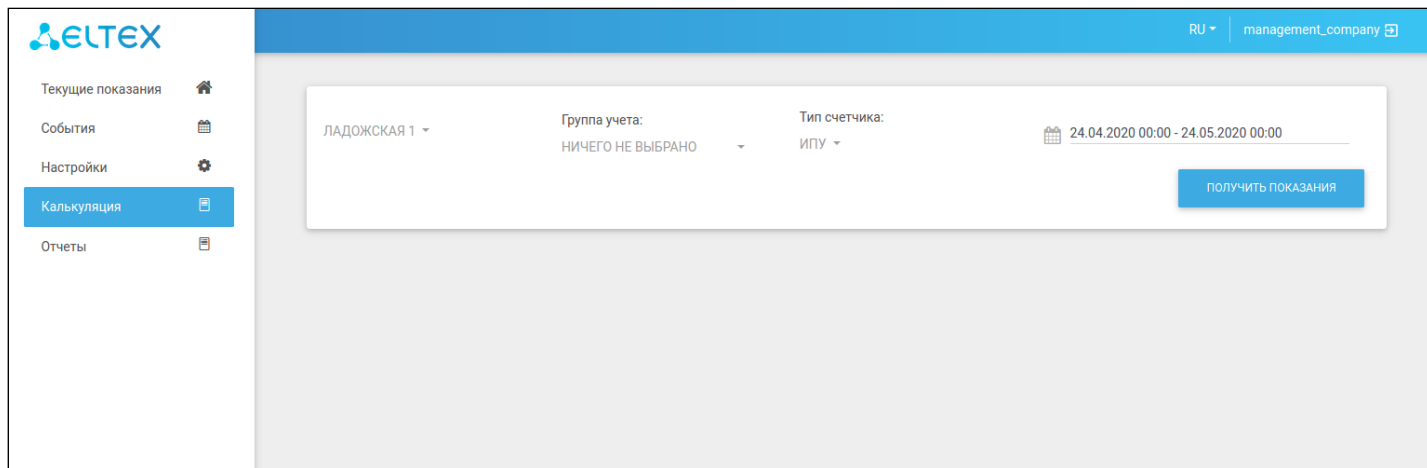 ELTEX
RU
management_company
Текущие показания
События
Настройки
Калькуляция
Отчеты
ЛАДОЖСКАЯ 1
Группа учета:
НИЧЕГО НЕ ВЫБРАНО
Тип счетчика:
ИПУ
24.04.2020 00:00 - 24.05.2020 00:00
ПОЛУЧИТЬ ПОКАЗАНИЯ